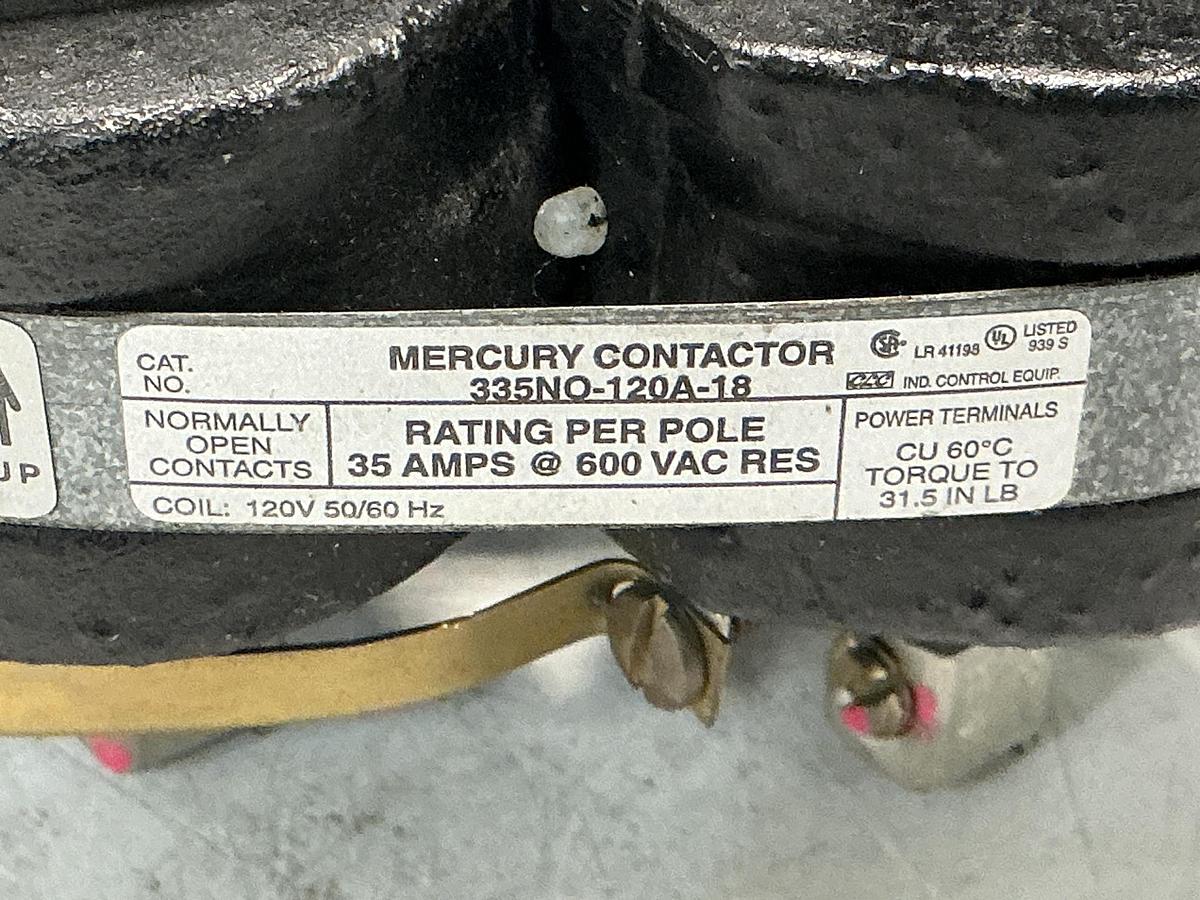 CAT. NO.
MERCURY CONTACTOR
335NO-120A-18
LR 41198
UL
LISTED
939 S
IND. CONTROL EQUIP.
NORMALLY
OPEN
CONTACTS
RATING PER POLE
35 AMPS @ 600 VAC RES
COIL: 120V 50/60 Hz
POWER TERMINALS
CU 60°C
TORQUE TO
31.5 IN LB
UP